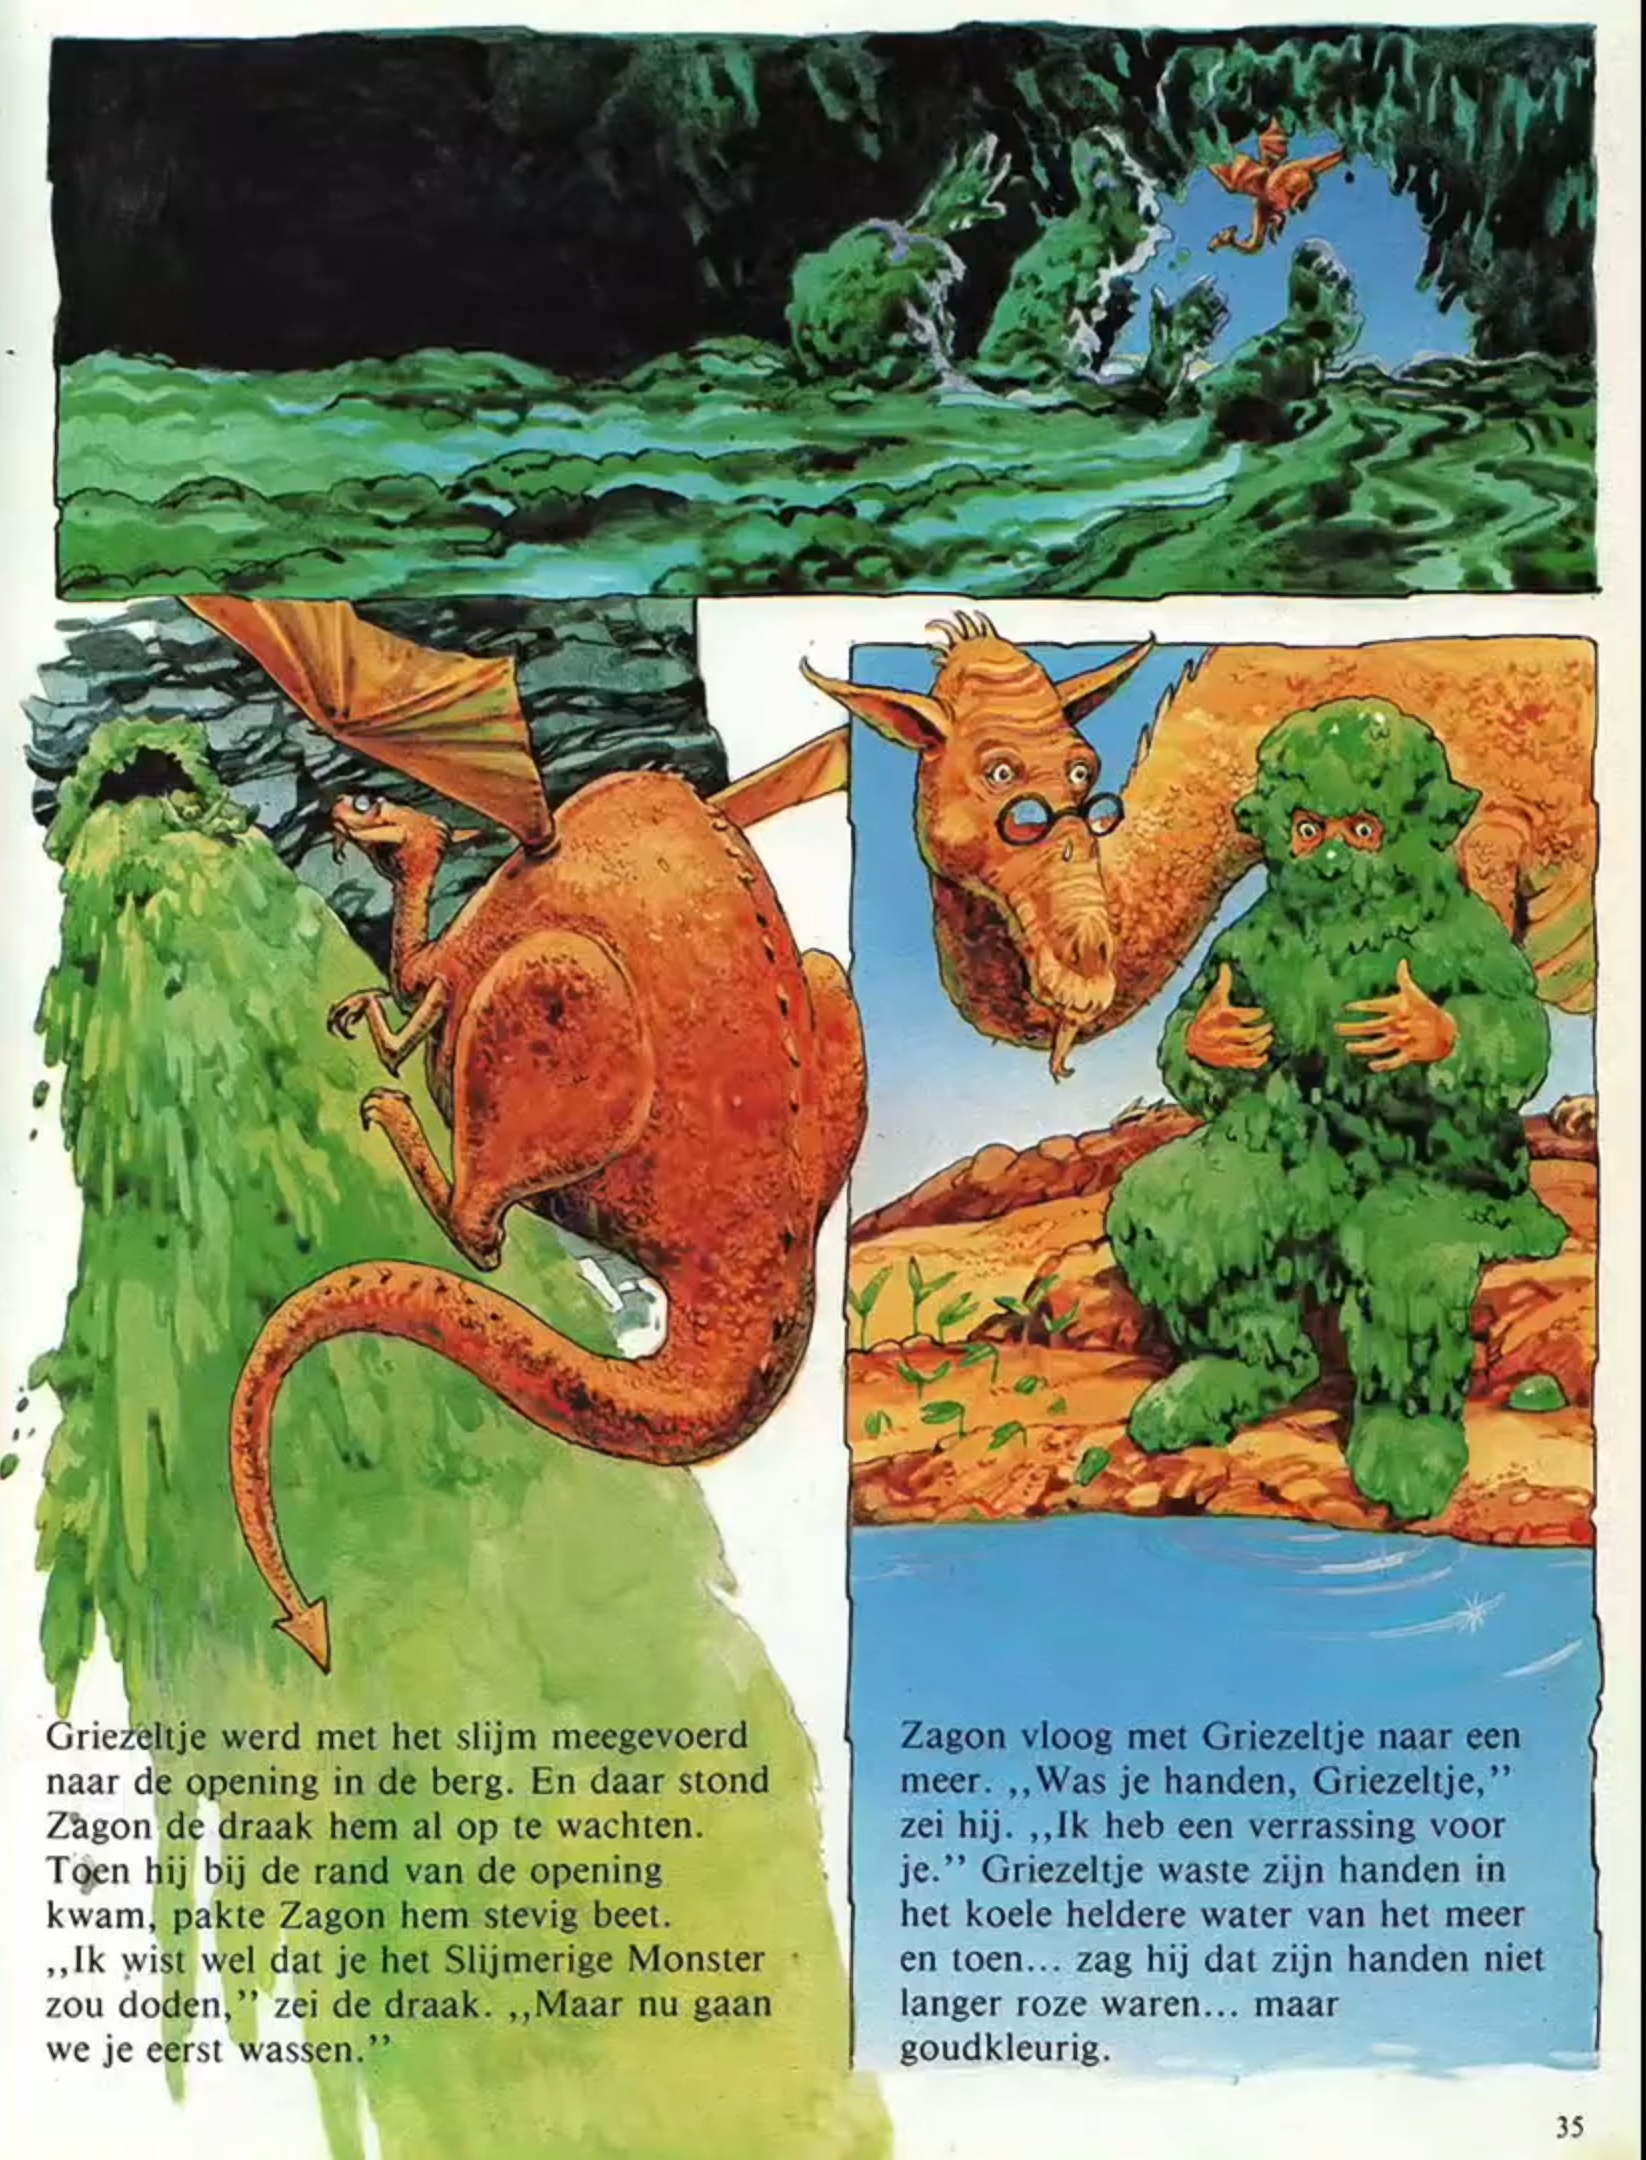 Griezeltje werd met het slijm meegevoerd
naar de opening in de berg. En daar stond
Zagon de draak hem al op te wachten.
Toen hij bij de rand van de opening
kwam, pakte Zagon hem stevig beet.
,,Ik wist wel dat je het Slijmerige Monster
zou doden,’’ zei de draak. ,,Maar nu gaan
we je eerst wassen.’’
Zagon vloog met Griezeltje naar een
meer. ,,Was je handen, Griezeltje,’’
zei hij. ,,Ik heb een verrassing voor
je.’’ Griezeltje waste zijn handen in
het koele heldere water van het meer
en toen... zag hij dat zijn handen niet
langer roze waren... maar
goudkleurig.
35